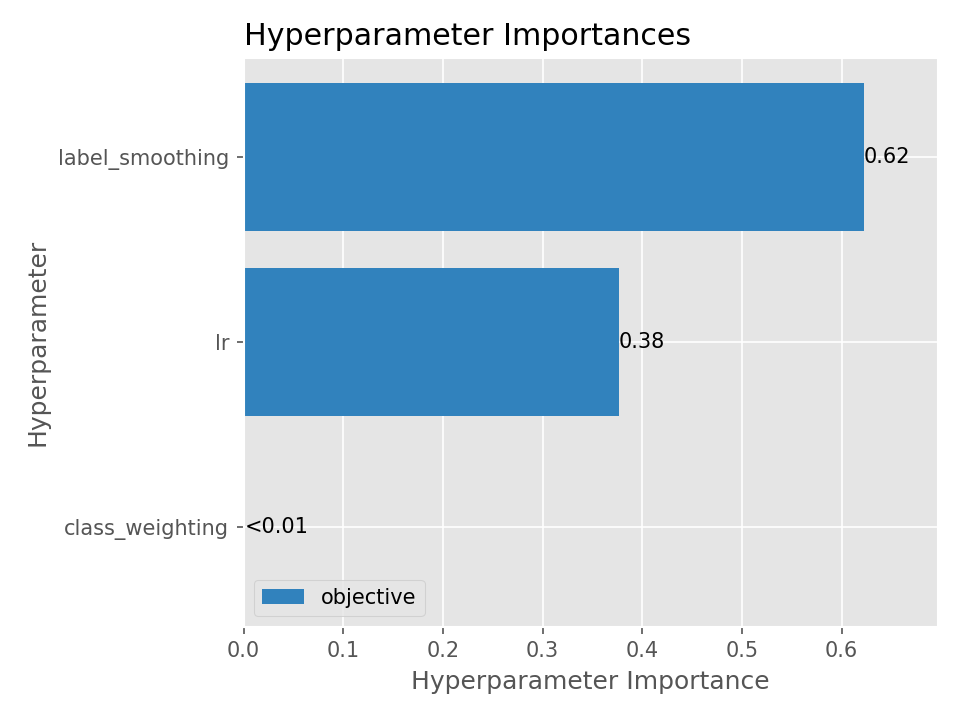 Hyperparameter Importances
Hyperparameter
label_smoothing
0.62
lr
0.38
class_weighting
<0.01
objective
0.0 0.1 0.2 0.3 0.4 0.5 0.6
Hyperparameter Importance